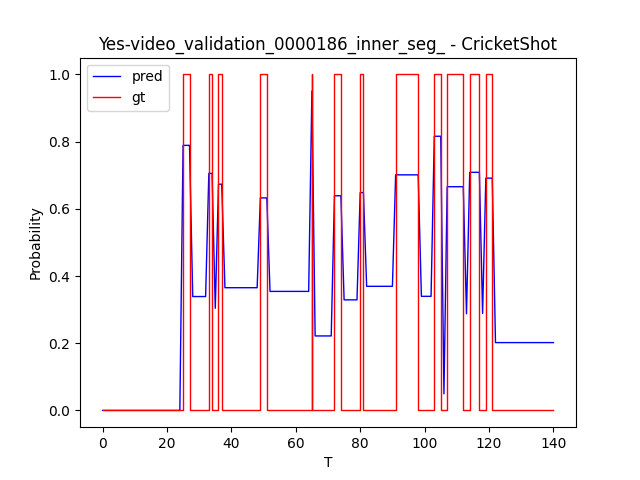 Yes-video_validation_0000186_inner_seg_ - CricketShot
pred
gt
1.0
0.8
0.6
0.4
0.2
0.0
Probability
0 20 40 60 80 100 120 140
T